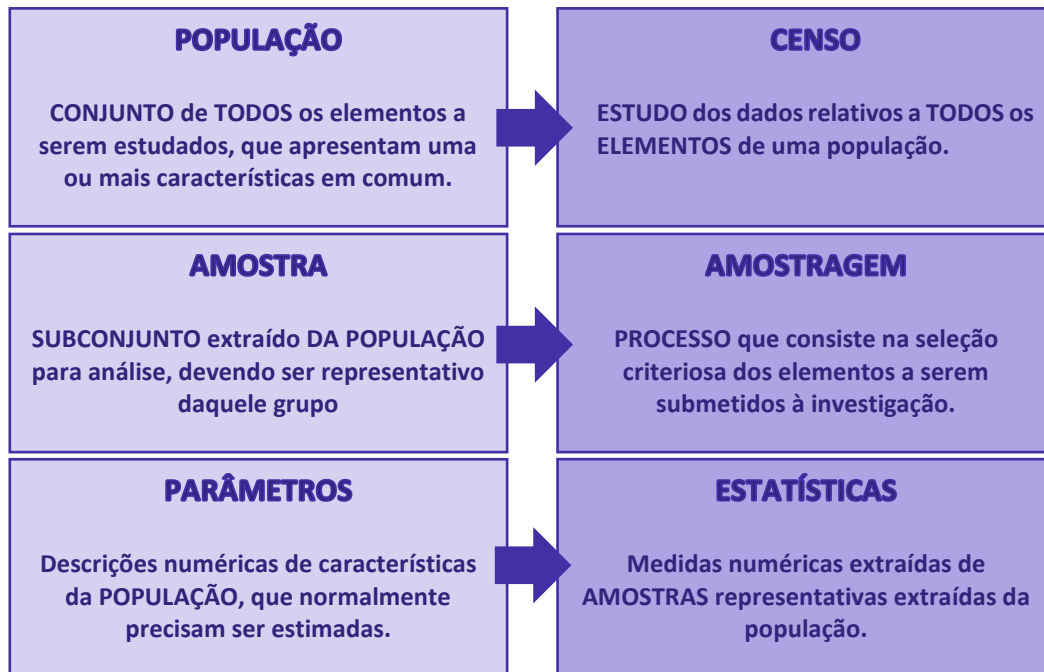 POPULAÇÃO
CONJUNTO de TODOS os elementos a
serem estudados, que apresentam uma
ou mais características em comum.
CENSO
ESTUDO dos dados relativos a TODOS os
ELEMENTOS de uma população.
AMOSTRA
SUBCONJUNTO extraído DA POPULAÇÃO
para análise, devendo ser representativo
daquele grupo
AMOSTRAGEM
PROCESSO que consiste na seleção
criteriosa dos elementos a serem
submetidos à investigação.
PARÂMETROS
Descrições numéricas de características
da POPULAÇÃO, que normalmente
precisam ser estimadas.
ESTATÍSTICAS
Medidas numéricas extraídas de
AMOSTRAS representativas extraídas da
população.